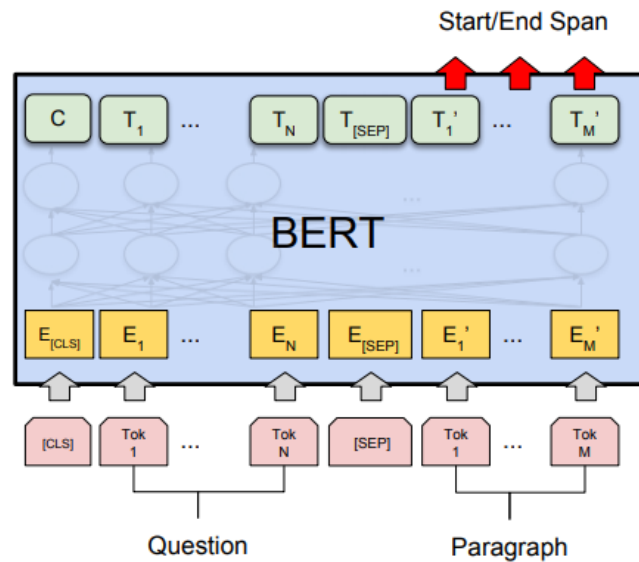 Start/End Span
C T1 ... TN T[SEP] T1’ ... TM’
...
BERT
...
E[CLS] E1 ... EN E[SEP] E1’ ... EM’
[CLS] Tok 1 ... Tok N [SEP] Tok 1 ... Tok M
Question Paragraph